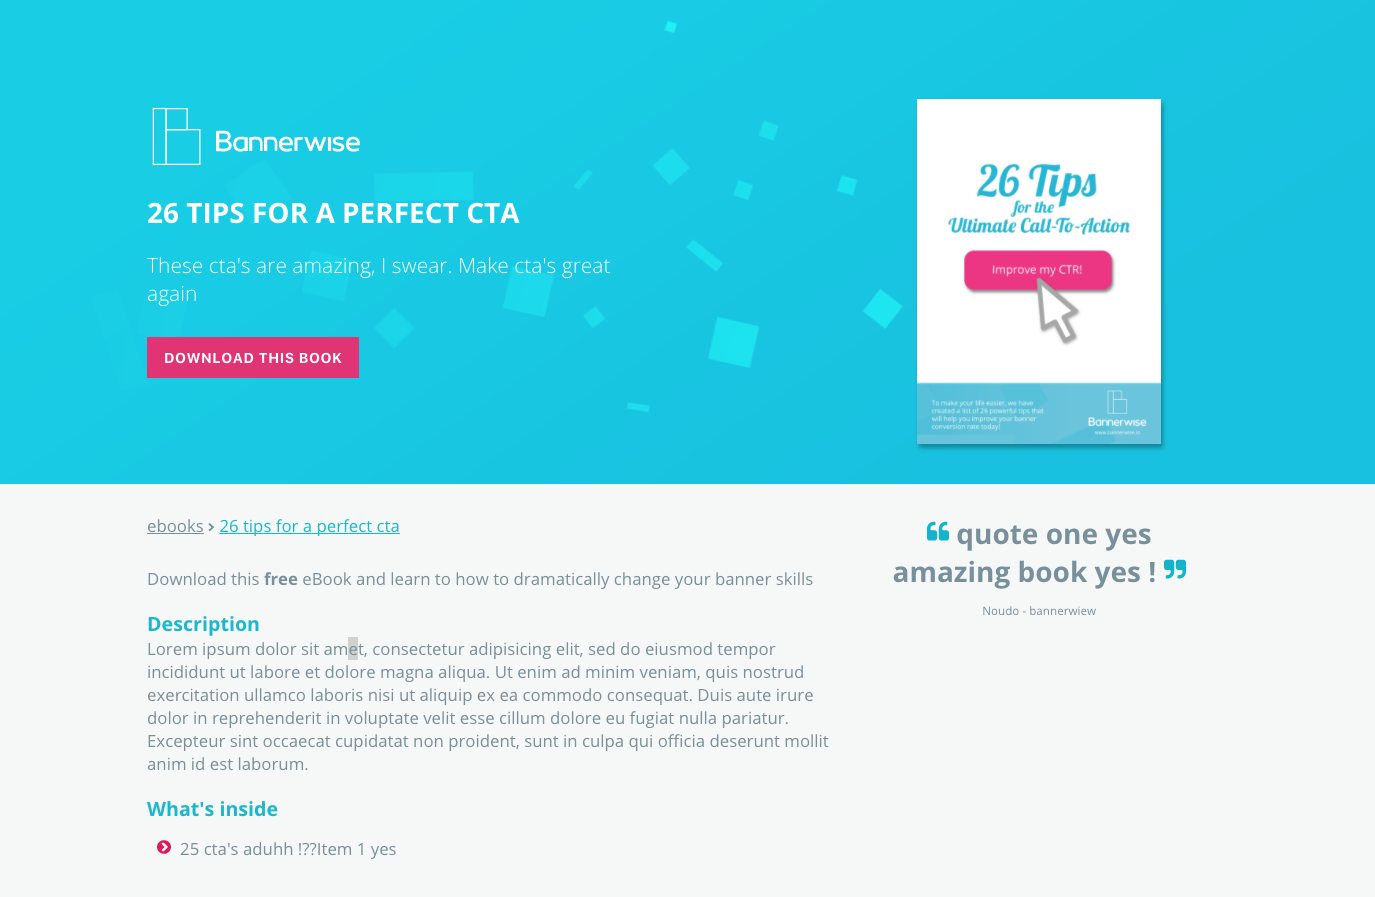 Bannerwise
26 TIPS FOR A PERFECT CTA
These cta's are amazing, I swear. Make cta's great
again
DOWNLOAD THIS BOOK
26 Tips
for the
Ultimate Call-To-Action
Improve my CTR!
To make your life easier, we have
created a list of 26 powerful tips that
will help you improve your banner
conversion rate today!
Bannerwise
www.bannerwise.io
ebooks › 26 tips for a perfect cta
Download this free eBook and learn to how to dramatically change your banner skills
Description
Lorem ipsum dolor sit amet, consectetur adipisicing elit, sed do eiusmod tempor
incididunt ut labore et dolore magna aliqua. Ut enim ad minim veniam, quis nostrud
exercitation ullamco laboris nisi ut aliquip ex ea commodo consequat. Duis aute irure
dolor in reprehenderit in voluptate velit esse cillum dolore eu fugiat nulla pariatur.
Excepteur sint occaecat cupidatat non proident, sunt in culpa qui officia deserunt mollit
anim id est laborum.
What's inside
25 cta's aduhh !??Item 1 yes
“ quote one yes
amazing book yes ! ”
Noudo - bannerwiew